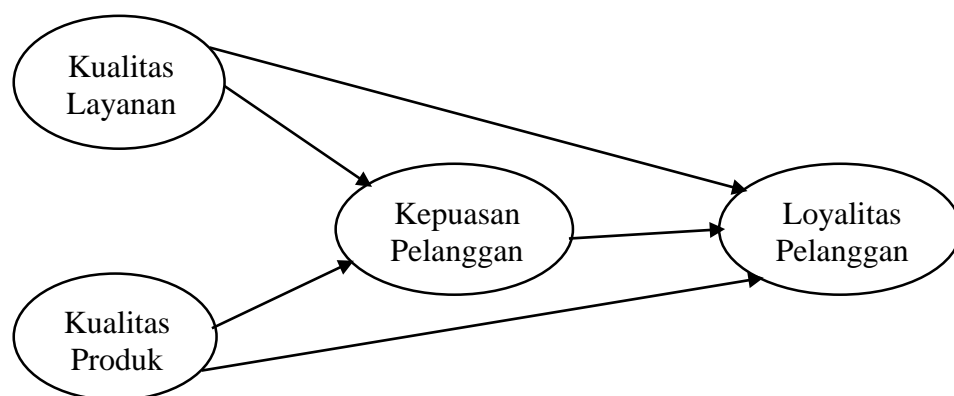 Kualitas
Layanan
Kepuasan
Pelanggan
Loyalitas
Pelanggan
Kualitas
Produk